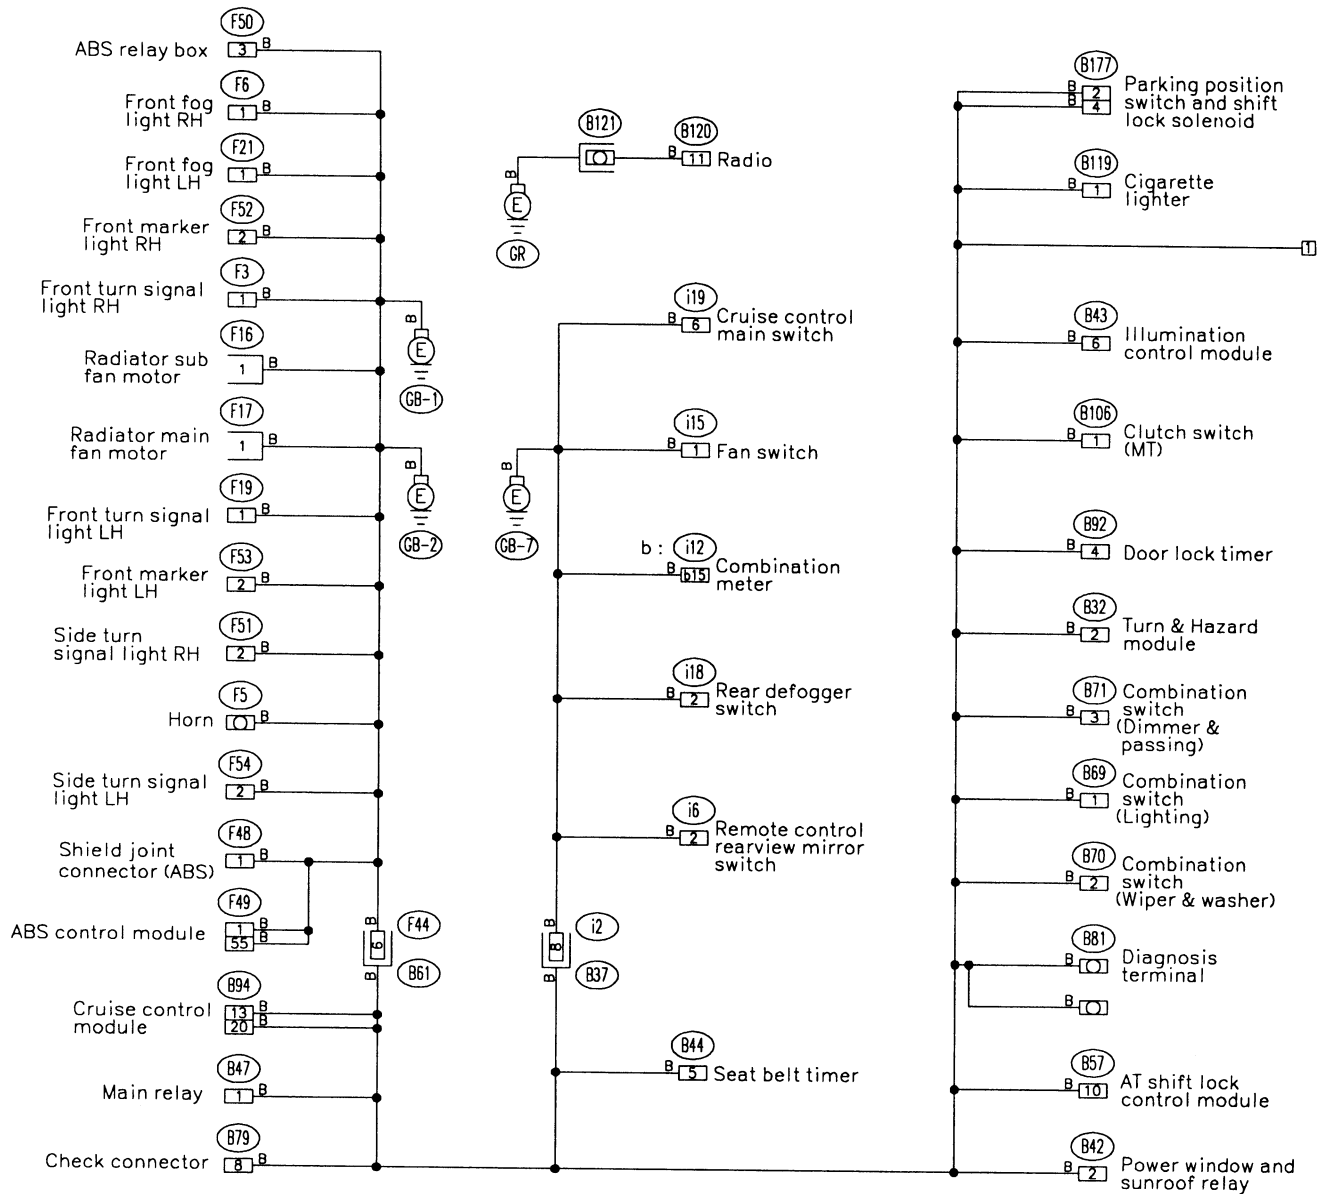 F50
ABS relay box
3
B
F6
Front fog
light RH
1
B
F21
Front fog
light LH
1
B
F52
Front marker
light RH
2
B
F3
Front turn signal
light RH
1
B
B
E
GB-1
F16
Radiator sub
fan motor
1
B
F17
Radiator main
fan motor
1
B
B
E
GB-2
F19
Front turn signal
light LH
1
B
F53
Front marker
light LH
2
B
F51
Side turn
signal light RH
2
B
F5
Horn
B
F54
Side turn signal
light LH
2
B
F48
Shield joint
connector (ABS)
1
B
F49
ABS control module
1
B
55
B
B
6
F44
B
B61
B94
Cruise control
module
13
B
20
B
B47
Main relay
1
B
B79
Check connector
8
B
B121
B120
B
11
Radio
B
E
GR
i19
B
6
Cruise control
main switch
i15
B
1
Fan switch
B
E
GB-7
b : i12
B
b15
Combination
meter
i18
B
2
Rear defogger
switch
i6
B
2
Remote control
rearview mirror
switch
B
8
i2
B
B37
B44
B
5
Seat belt timer
B177
B
2
B
4
Parking position
switch and shift
lock solenoid
B119
B
1
Cigarette
lighter
1
B43
B
6
Illumination
control module
B106
B
1
Clutch switch
(MT)
B92
B
4
Door lock timer
B32
B
2
Turn & Hazard
module
B71
B
3
Combination
switch
(Dimmer &
passing)
B69
B
1
Combination
switch
(Lighting)
B70
B
2
Combination
switch
(Wiper & washer)
B81
B
Diagnosis
terminal
B
B57
B
10
AT shift lock
control module
B42
B
2
Power window and
sunroof relay